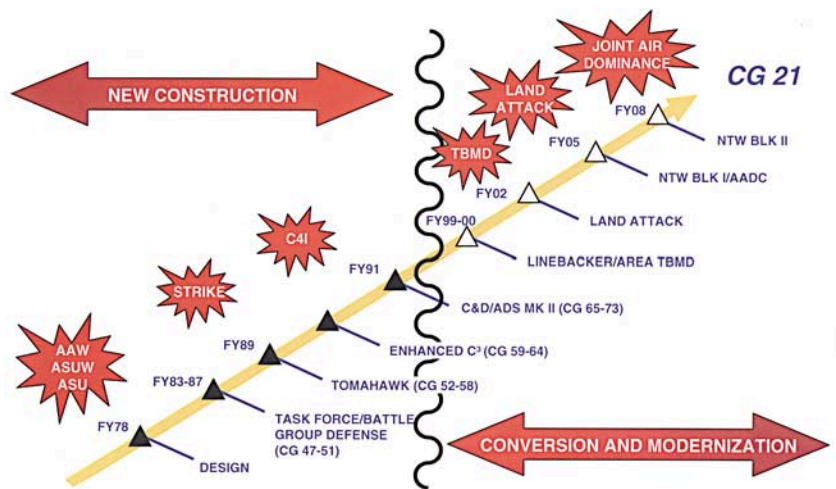 JOINT AIR
DOMINANCE
CG 21
NEW CONSTRUCTION
LAND
ATTACK
FY08
NTW BLK II
TBMD
FY05
NTW BLK I/AADC
FY02
LAND ATTACK
C4I
FY99-00
LINEBACKER/AREA TBMD
FY91
STRIKE
C&D/ADS MK II (CG 65-73)
AAW
ASUW
ASU
FY89
ENHANCED C³ (CG 59-64)
FY83-87
TOMAHAWK (CG 52-58)
FY78
TASK FORCE/BATTLE
GROUP DEFENSE
(CG 47-51)
DESIGN
CONVERSION AND MODERNIZATION